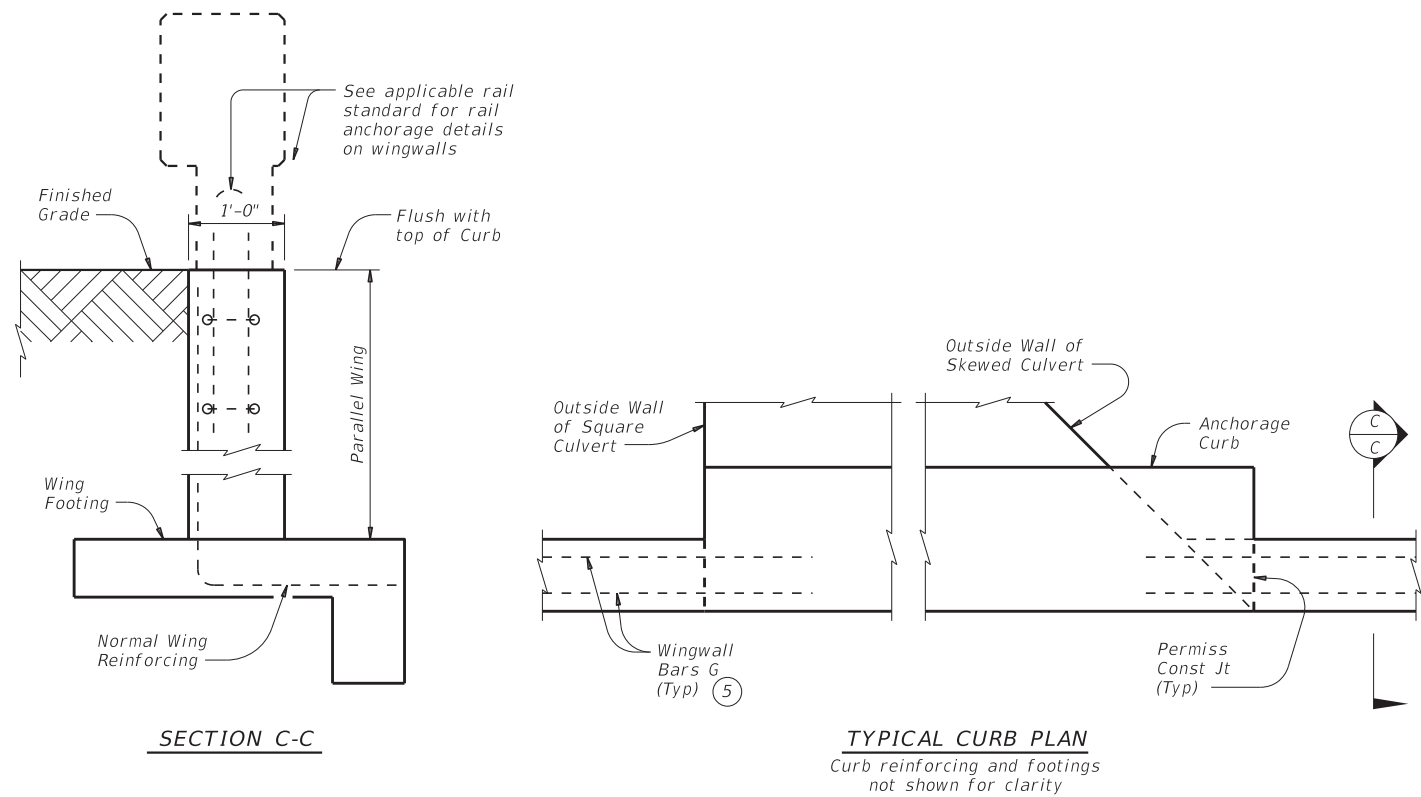 See applicable rail
standard for rail
anchorage details
on wingwalls
Finished
Grade
1'-0"
Flush with
top of Curb
Parallel Wing
Wing
Footing
Normal Wing
Reinforcing
SECTION C-C
Outside Wall of
Skewed Culvert
Outside Wall
of Square
Culvert
Anchorage
Curb
C
C
Wingwall
Bars G
(Typ) 5
Permiss
Const Jt
(Typ)
TYPICAL CURB PLAN
Curb reinforcing and footings
not shown for clarity